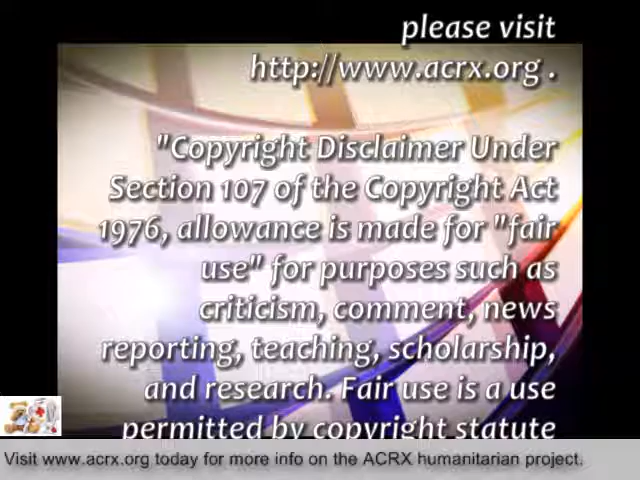 please visit
http://www.acrx.org .
"Copyright Disclaimer Under
Section 107 of the Copyright Act
1976, allowance is made for "fair
use" for purposes such as
criticism, comment, news
reporting, teaching, scholarship,
and research. Fair use is a use
permitted by copyright statute
Visit www.acrx.org today for more info on the ACRX humanitarian project.